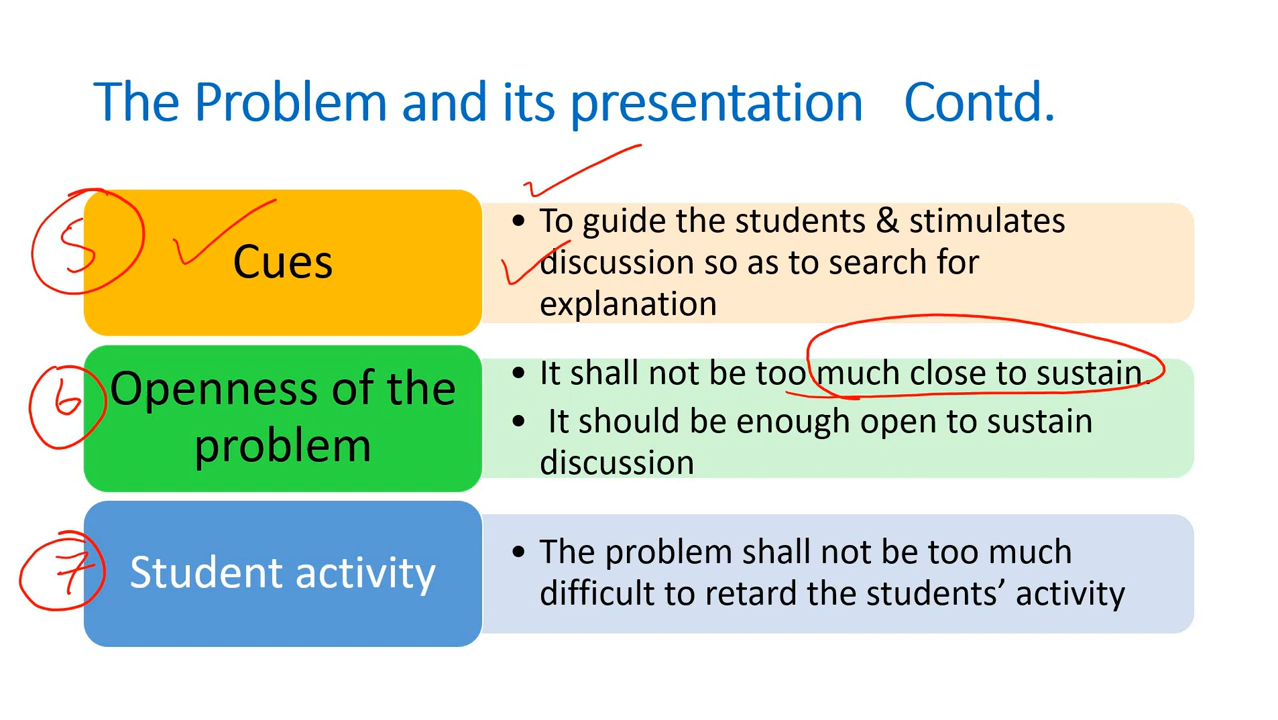 The Problem and its presentation Contd.
5
Cues
• To guide the students & stimulates
discussion so as to search for
explanation
6
Openness of the
problem
• It shall not be too much close to sustain.
• It should be enough open to sustain
discussion
7
Student activity
• The problem shall not be too much
difficult to retard the students’ activity